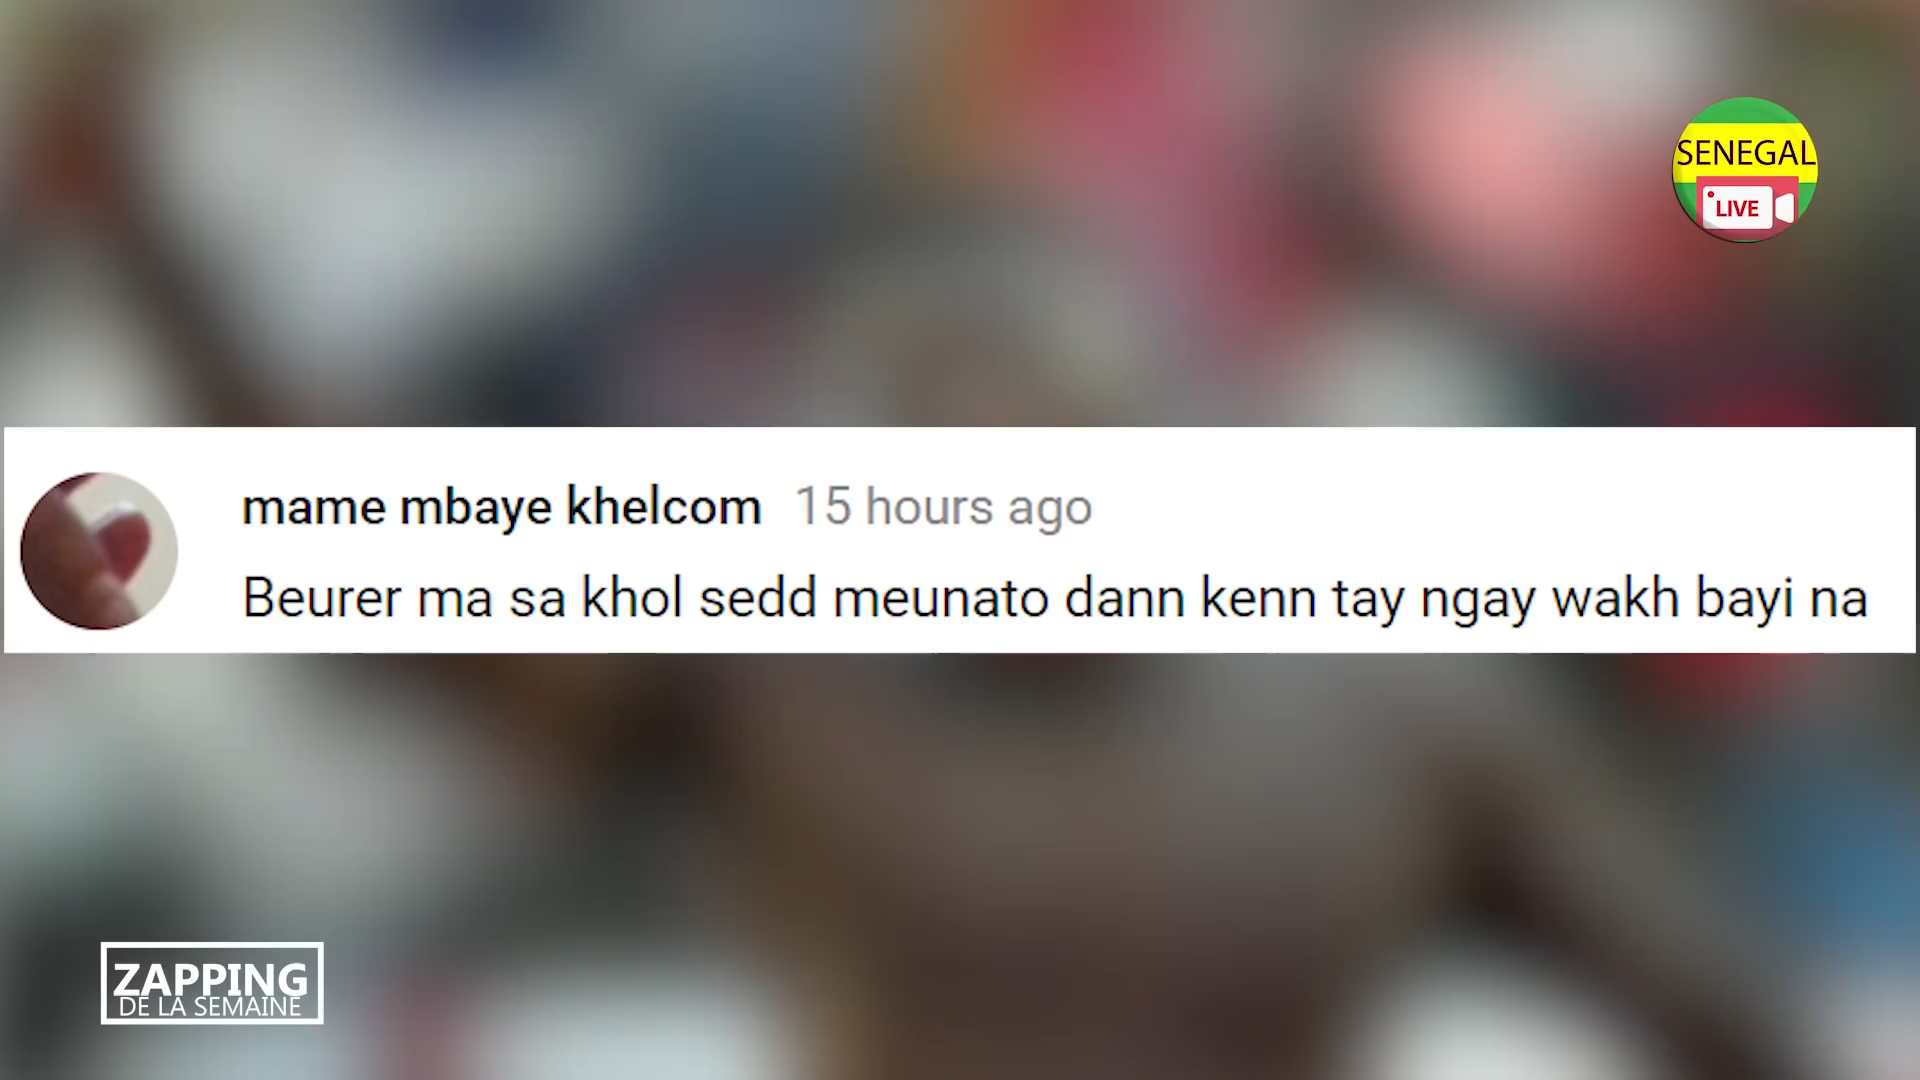 SENEGAL
LIVE
mame mbaye khelcom 15 hours ago
Beurer ma sa khol sedd meunato dann kenn tay ngay wakh bayi na
ZAPPING
DE LA SEMAINE